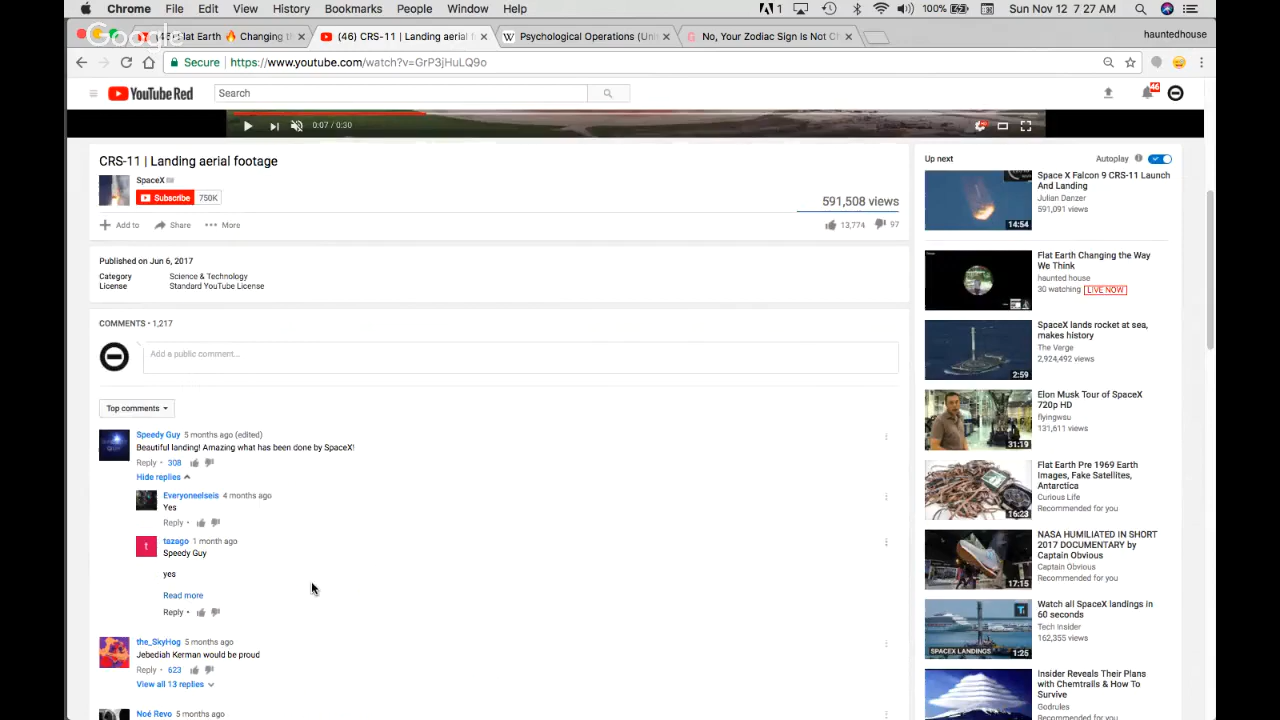 Chrome File Edit View History Bookmarks People Window Help
1 100% Sun Nov 12 7:27 AM
Google
Flat Earth 🔥 Changing th
(46) CRS-11 | Landing aerial f
Psychological Operations (Uni
No, Your Zodiac Sign Is Not Ch
hauntedhouse
Secure https://www.youtube.com/watch?v=GrP3jHuLQ9o
YouTube Red
Search
46
0:07 / 0:30
CRS-11 | Landing aerial footage
SpaceX
Subscribe 750K
591,508 views
Add to Share More
13,774 97
Published on Jun 6, 2017
Category Science & Technology
License Standard YouTube License
COMMENTS • 1,217
Add a public comment...
Top comments
Speedy Guy 5 months ago (edited)
Beautiful landing! Amazing what has been done by SpaceX!
Reply • 308
Hide replies
Everyoneelseis 4 months ago
Yes
Reply •
t
tazago 1 month ago
Speedy Guy
yes
Read more
Reply •
the_SkyHog 5 months ago
Jebediah Kerman would be proud
Reply • 623
View all 13 replies
Noé Revo 5 months ago
Up next
Autoplay
Space X Falcon 9 CRS-11 Launch
And Landing
Julian Danzer
591,091 views
14:54
Flat Earth Changing the Way
We Think
haunted house
30 watching LIVE NOW
SpaceX lands rocket at sea,
makes history
The Verge
2,924,492 views
2:59
Elon Musk Tour of SpaceX
720p HD
flyingwsu
131,611 views
31:19
Flat Earth Pre 1969 Earth
Images, Fake Satellites,
Antarctica
Curious Life
Recommended for you
16:23
NASA HUMILIATED IN SHORT
2017 DOCUMENTARY by
Captain Obvious
Captain Obvious
Recommended for you
17:15
Watch all SpaceX landings in
60 seconds
Tech Insider
162,355 views
TI
SPACEX LANDINGS
1:25
Insider Reveals Their Plans
with Chemtrails & How To
Survive
Godrules
Recommended for you